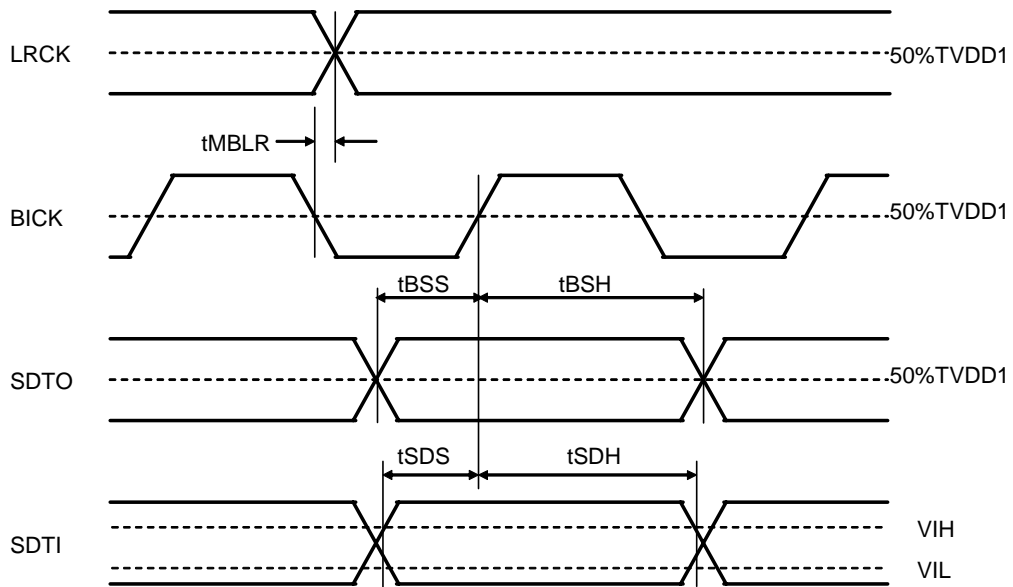 LRCK
50%TVDD1
tMBLR
BICK
50%TVDD1
tBSS
tBSH
SDTO
50%TVDD1
tSDS
tSDH
SDTI
VIH
VIL